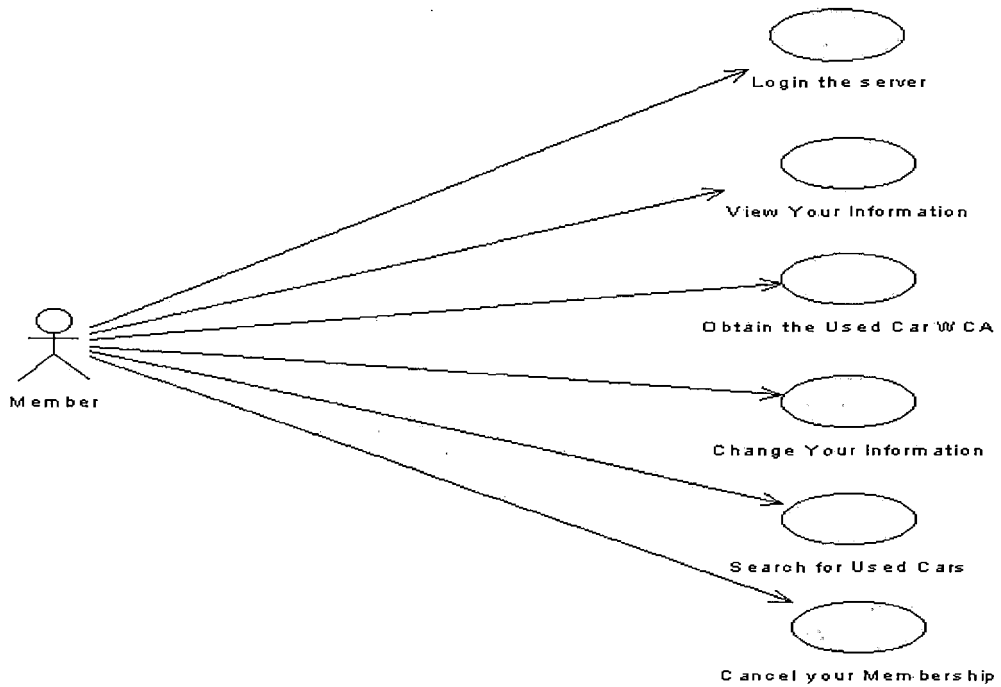 Login the server
View Your Information
Obtain the Used Car WCA
Member
Change Your Information
Search for Used Cars
Cancel your Membership